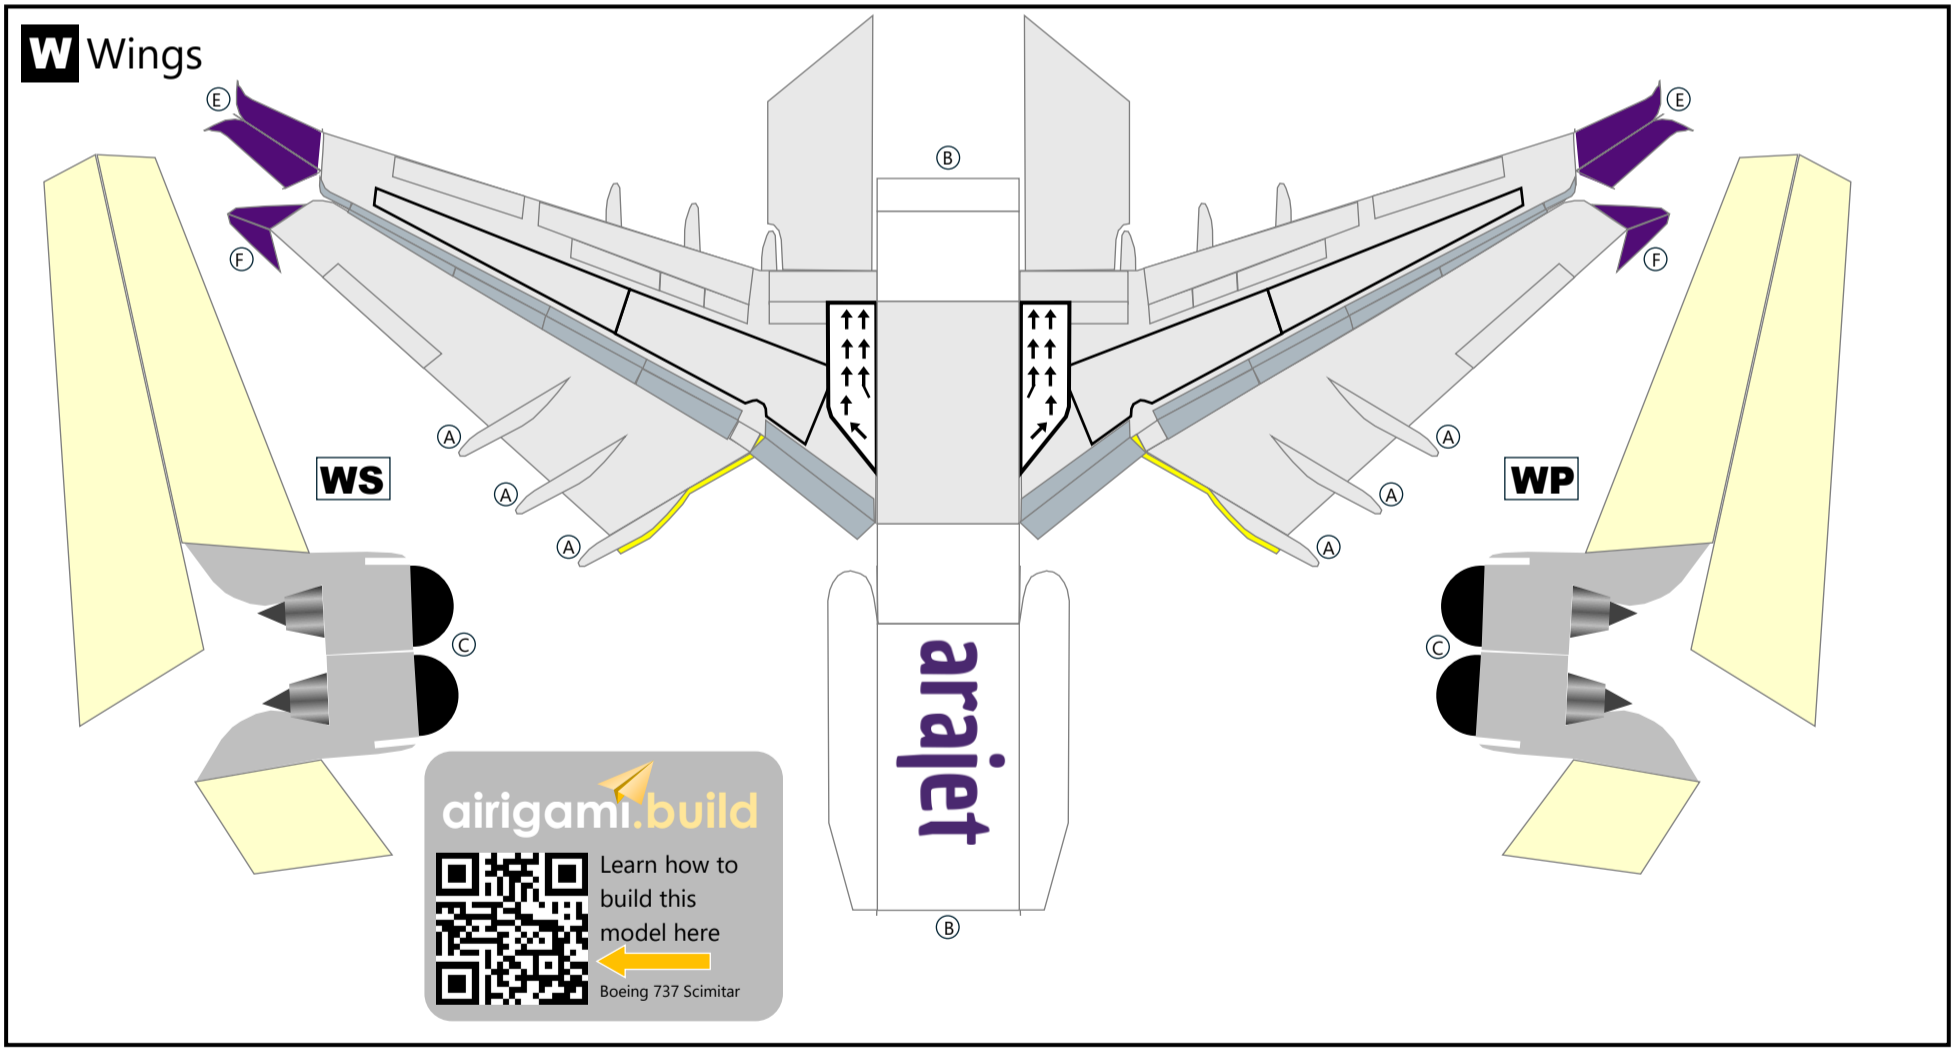 W Wings
E
E
B
F
F
A
A
WS
WP
A
A
A
A
C
C
arajet
airigami.build
Learn how to
build this
model here
Boeing 737 Scimitar
B